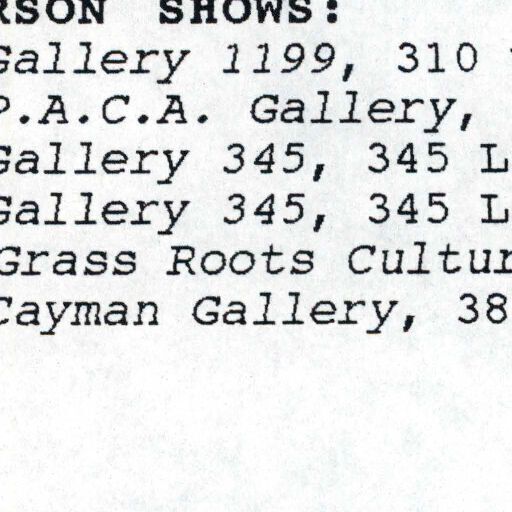 RSON SHOWS:
Gallery 1199, 310
P.A.C.A. Gallery,
Gallery 345, 345 L
Gallery 345, 345 L
Grass Roots Cultur
Cayman Gallery, 38